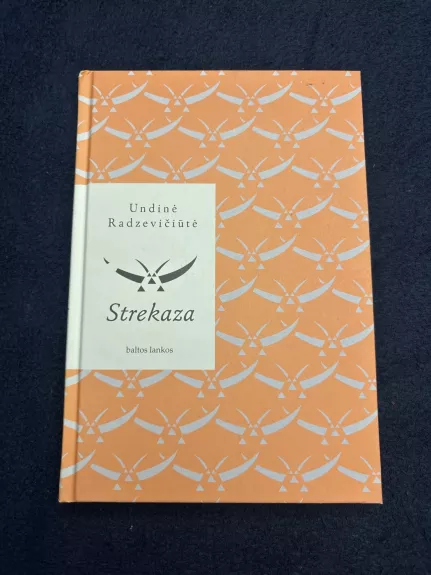 Undinė
Radzevičiūtė
Strekaza
baltos lankos